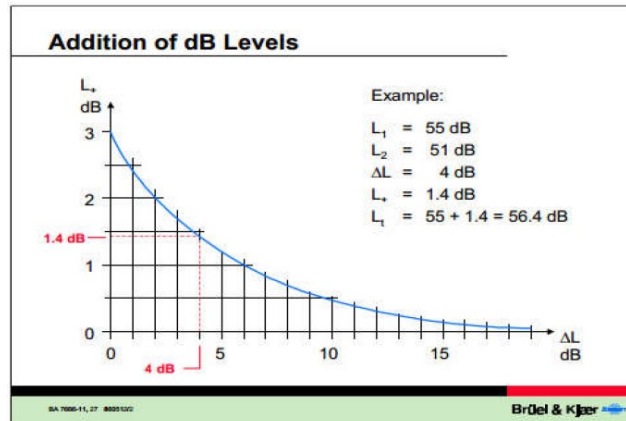 Addition of dB Levels
L₊
dB
3
2
1.4 dB
1
0
0
5
10
15
ΔL
dB
4 dB
Example:
L₁ = 55 dB
L₂ = 51 dB
ΔL = 4 dB
L₊ = 1.4 dB
Lₜ = 55 + 1.4 = 56.4 dB
Brüel & Kjær